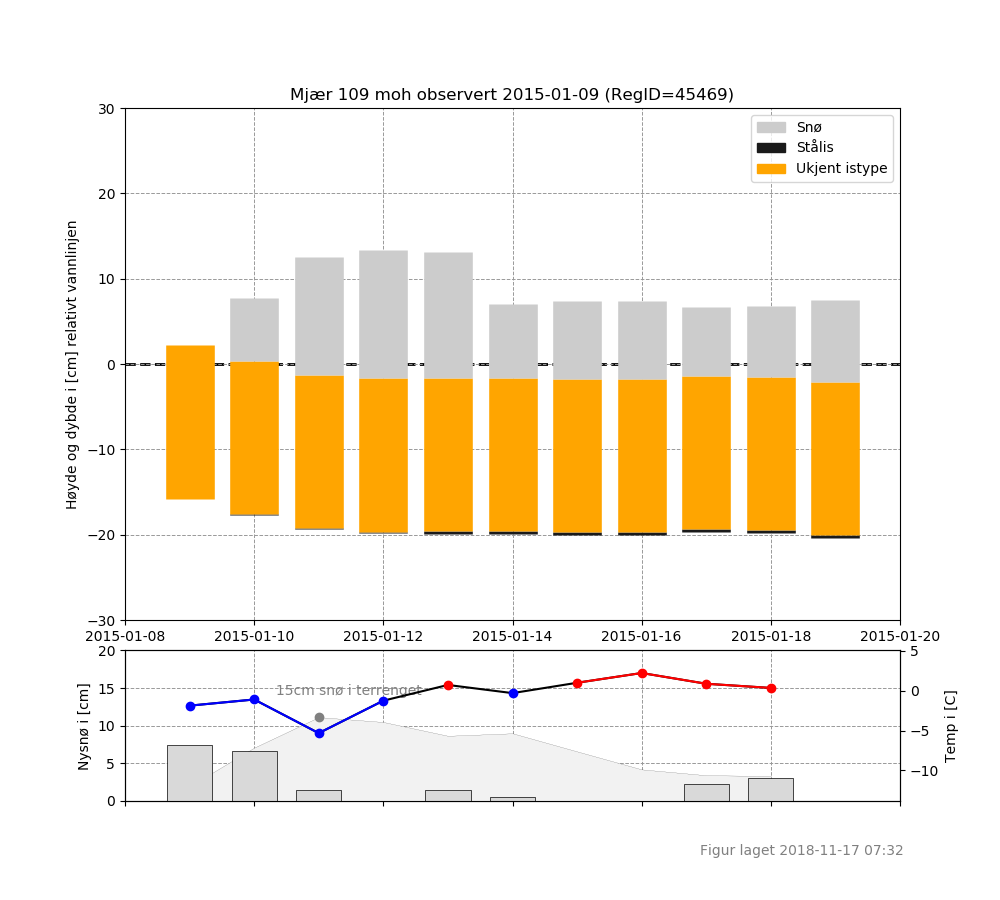 Mjær 109 moh observert 2015-01-09 (RegID=45469)
Snø
Stålis
Ukjent istype
Høyde og dybde i [cm] relativt vannlinjen
30
20
10
0
−10
−20
−30
2015-01-08 2015-01-10 2015-01-12 2015-01-14 2015-01-16 2015-01-18 2015-01-20
Nysnø i [cm]
20
15
10
5
0
15cm snø i terrenget
5
0
−5
−10
Temp i [C]
Figur laget 2018-11-17 07:32